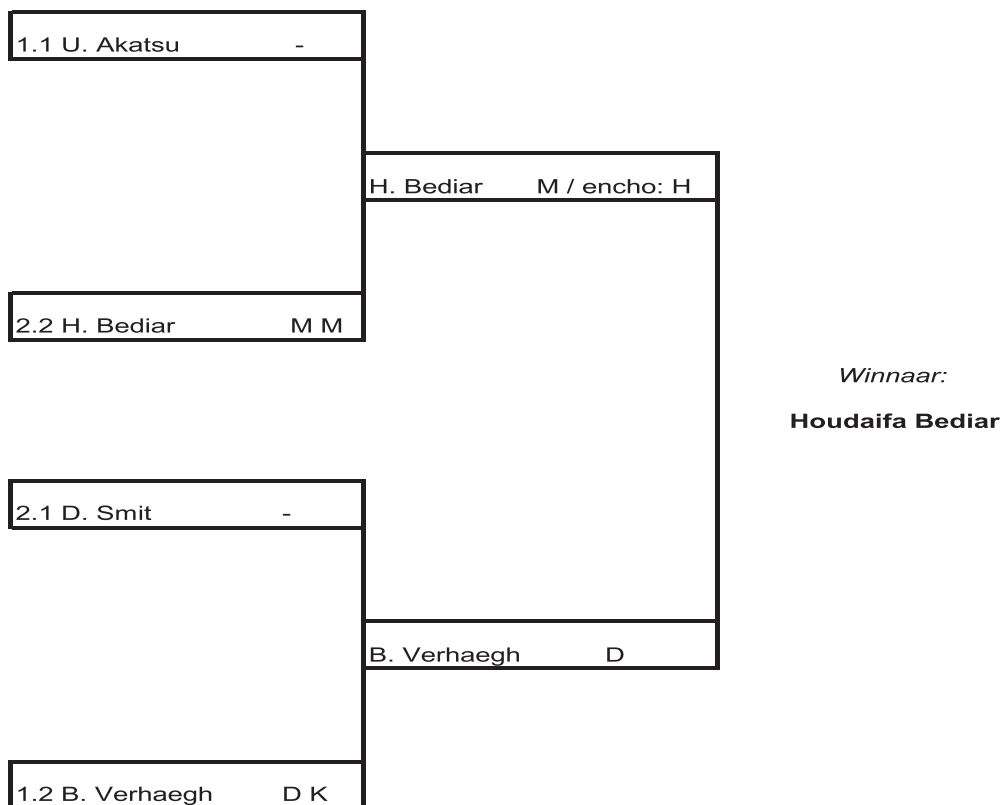 1.1 U. Akatsu -
H. Bediar M / encho: H
2.2 H. Bediar M M
Winnaar:
Houdaifa Bediar
2.1 D. Smit -
B. Verhaegh D
1.2 B. Verhaegh D K